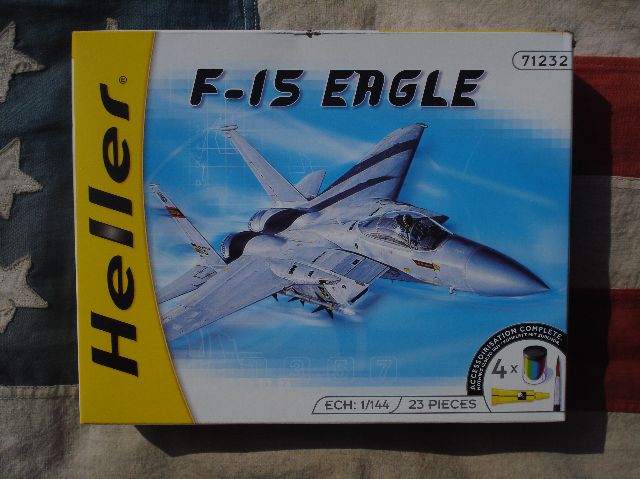 71232
F-15 EAGLE
Heller®
ACCESSOIRISATION COMPLETE
4x
ECH: 1/144
23 PIECES